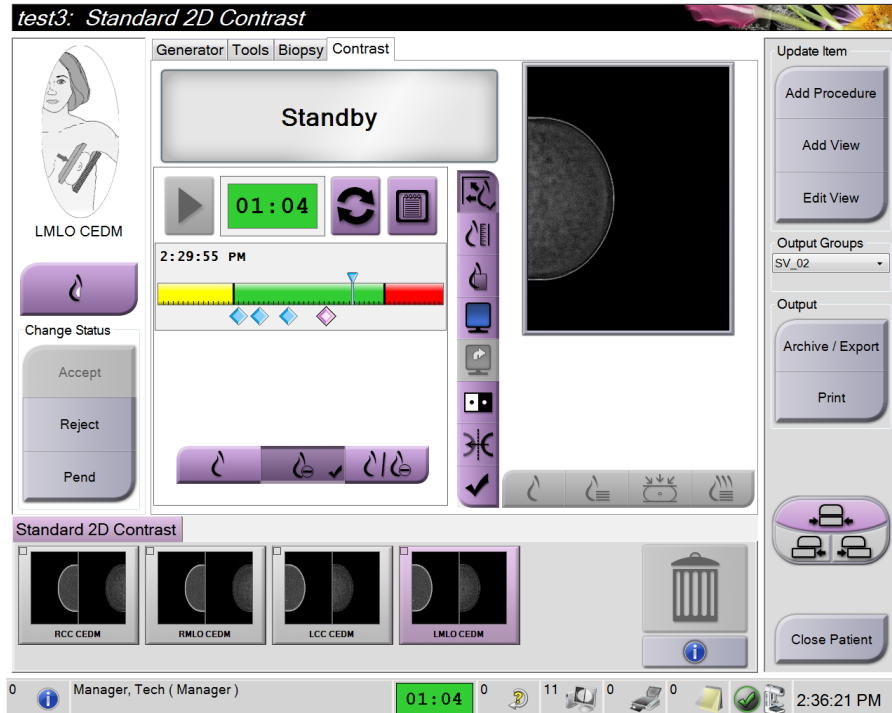 test3: Standard 2D Contrast
LMLO CEDM
Change Status
Accept
Reject
Pend
Generator Tools Biopsy Contrast
Standby
01:04
2:29:55 PM
Update Item
Add Procedure
Add View
Edit View
Output Groups
SV_02
Output
Archive / Export
Print
Close Patient
Standard 2D Contrast
RCC CEDM
RMLO CEDM
LCC CEDM
LMLO CEDM
0 Manager, Tech ( Manager ) 01:04 0 11 0 0 2:36:21 PM